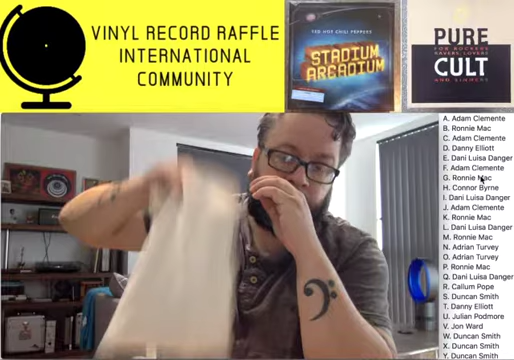 VINYL RECORD RAFFLE
INTERNATIONAL
COMMUNITY
RED HOT CHILI PEPPERS
STADIUM
ARCADIUM
PURE
FOR ROCKERS
RAVERS, LOVERS
CULT
AND SINNERS
A. Adam Clemente
B. Ronnie Mac
C. Adam Clemente
D. Danny Elliott
E. Dani Luisa Danger
F. Adam Clemente
G. Ronnie Mac
H. Connor Byrne
I. Dani Luisa Danger
J. Adam Clemente
K. Ronnie Mac
L. Dani Luisa Danger
M. Ronnie Mac
N. Adrian Turvey
O. Adrian Turvey
P. Ronnie Mac
Q. Dani Luisa Danger
R. Callum Pope
S. Duncan Smith
T. Danny Elliott
U. Julian Podmore
V. Jon Ward
W. Duncan Smith
X. Duncan Smith
Y. Duncan Smith